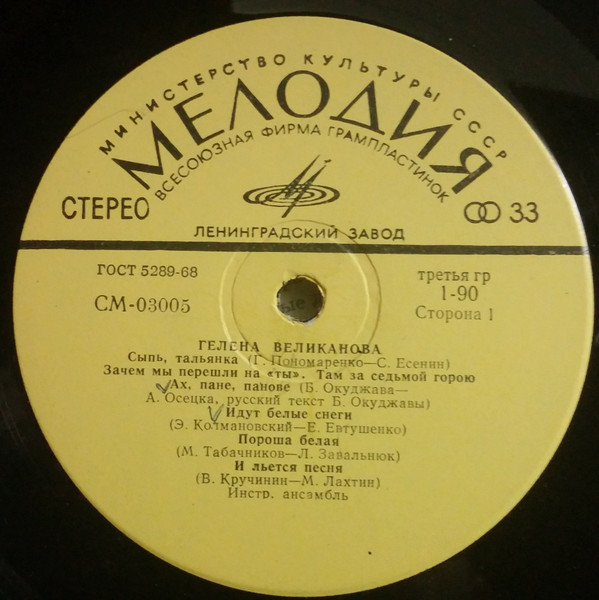 МИНИСТЕРСТВО КУЛЬТУРЫ СССР
МЕЛОДИЯ
ВСЕСОЮЗНАЯ ФИРМА ГРАМПЛАСТИНОК
СТЕРЕО
33
ЛЕНИНГРАДСКИЙ ЗАВОД
ГОСТ 5289-68
третья гр
СМ-03005
1-90
Сторона 1
ГЕЛЕНА ВЕЛИКАНОВА
Сыпь, тальянка (Г. Пономаренко—С. Есенин)
Зачем мы перешли на «ты». Там за седьмой горою
Ах, пане, панове (Б. Окуджава—
А. Осецка, русский текст Б. Окуджавы)
Идут белые снеги
(Э. Колмановский—Е. Евтушенко)
Пороша белая
(М. Табачников—Л. Завальнюк)
И льется песня
(В. Кручинин—М. Лахтин)
Инстр. ансамбль